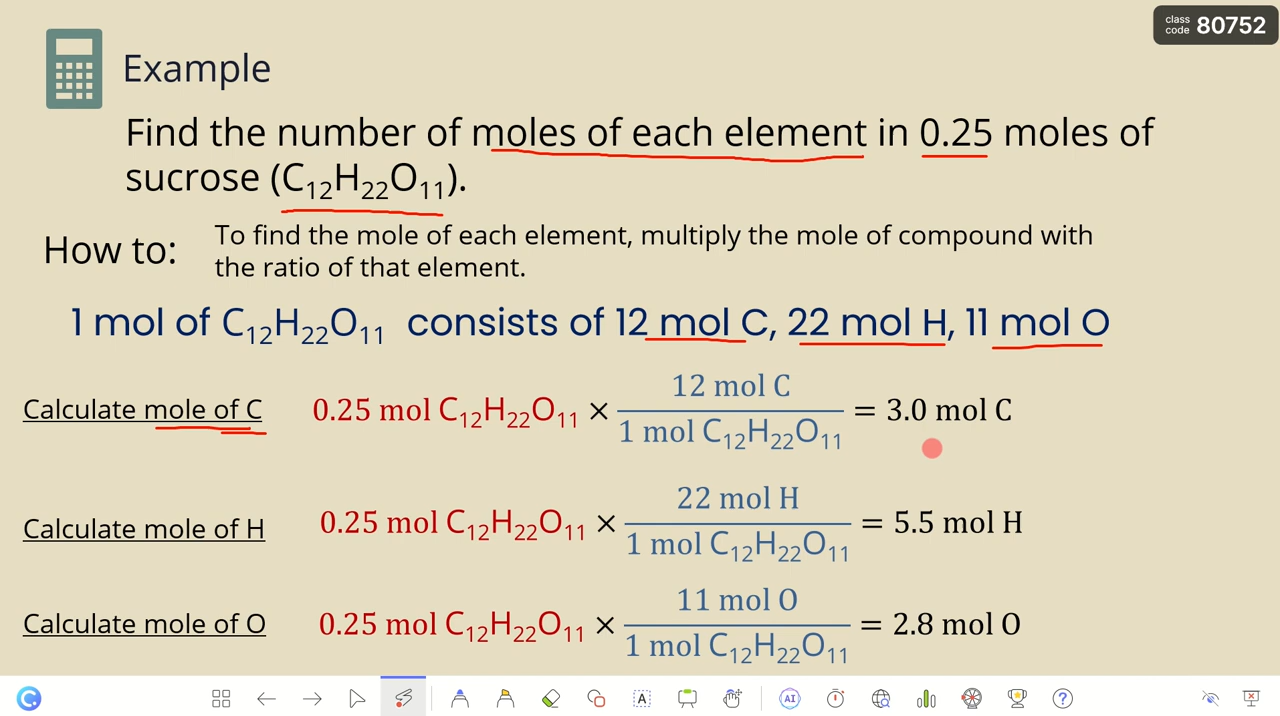 class code 80752
Example
Find the number of moles of each element in 0.25 moles of
sucrose (C₁₂H₂₂O₁₁).
How to:
To find the mole of each element, multiply the mole of compound with
the ratio of that element.
1 mol of C₁₂H₂₂O₁₁ consists of 12 mol C, 22 mol H, 11 mol O
Calculate mole of C
0.25 mol C₁₂H₂₂O₁₁ × 12 mol C / 1 mol C₁₂H₂₂O₁₁ = 3.0 mol C
Calculate mole of H
0.25 mol C₁₂H₂₂O₁₁ × 22 mol H / 1 mol C₁₂H₂₂O₁₁ = 5.5 mol H
Calculate mole of O
0.25 mol C₁₂H₂₂O₁₁ × 11 mol O / 1 mol C₁₂H₂₂O₁₁ = 2.8 mol O
A
AI
?